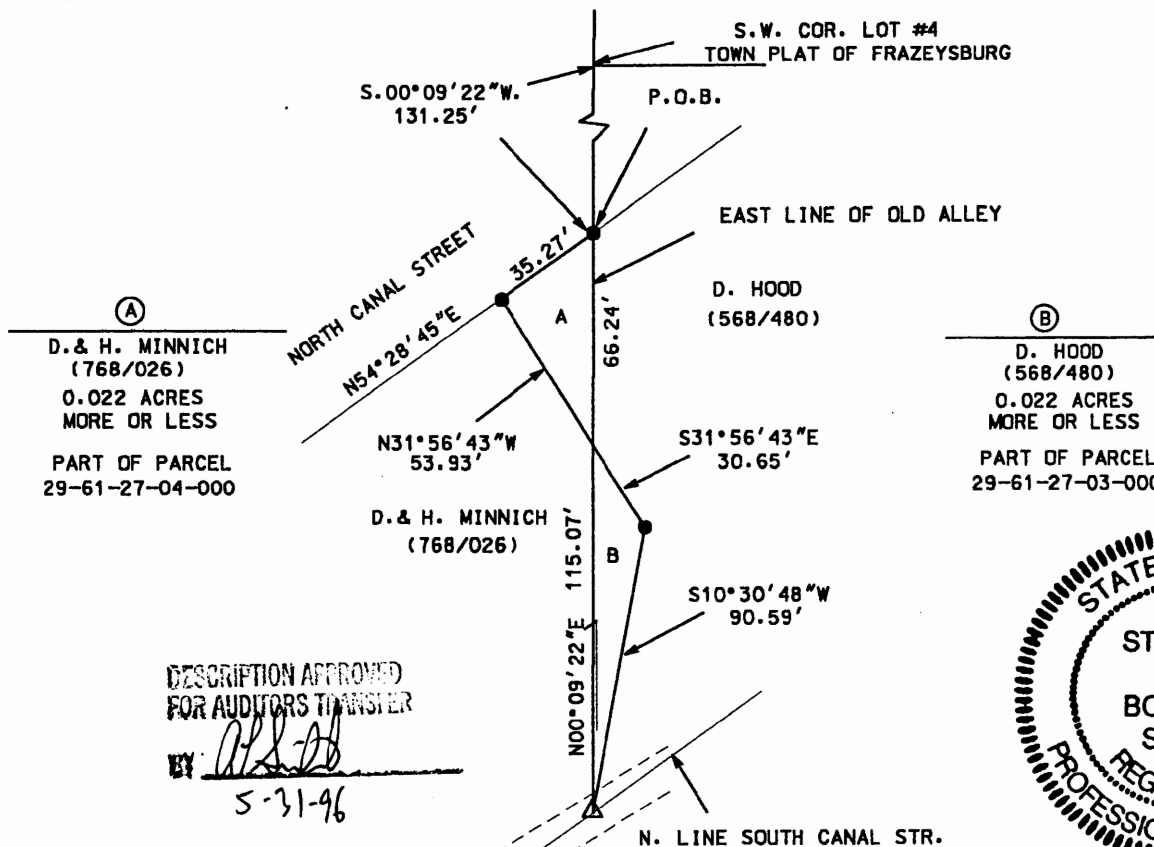 S.W. COR. LOT #4
TOWN PLAT OF FRAZEYSBURG
S.00°09'22"W.
131.25'
P.O.B.
EAST LINE OF OLD ALLEY
NORTH CANAL STREET
35.27'
N54°28'45"E
A
66.24'
D. HOOD
(568/480)
A
D.& H. MINNICH
(768/026)
0.022 ACRES
MORE OR LESS
PART OF PARCEL
29-61-27-04-000
B
D. HOOD
(568/480)
0.022 ACRES
MORE OR LESS
PART OF PARCEL
29-61-27-03-000
N31°56'43"W
53.93'
S31°56'43"E
30.65'
D.& H. MINNICH
(768/026)
B
N00°09'22"E 115.07'
S10°30'48"W
90.59'
DESCRIPTION APPROVED
FOR AUDITORS TRANSFER
BY
5-31-96
N. LINE SOUTH CANAL STR.
STATE
ST
BO
S
REG
PROFESSIO